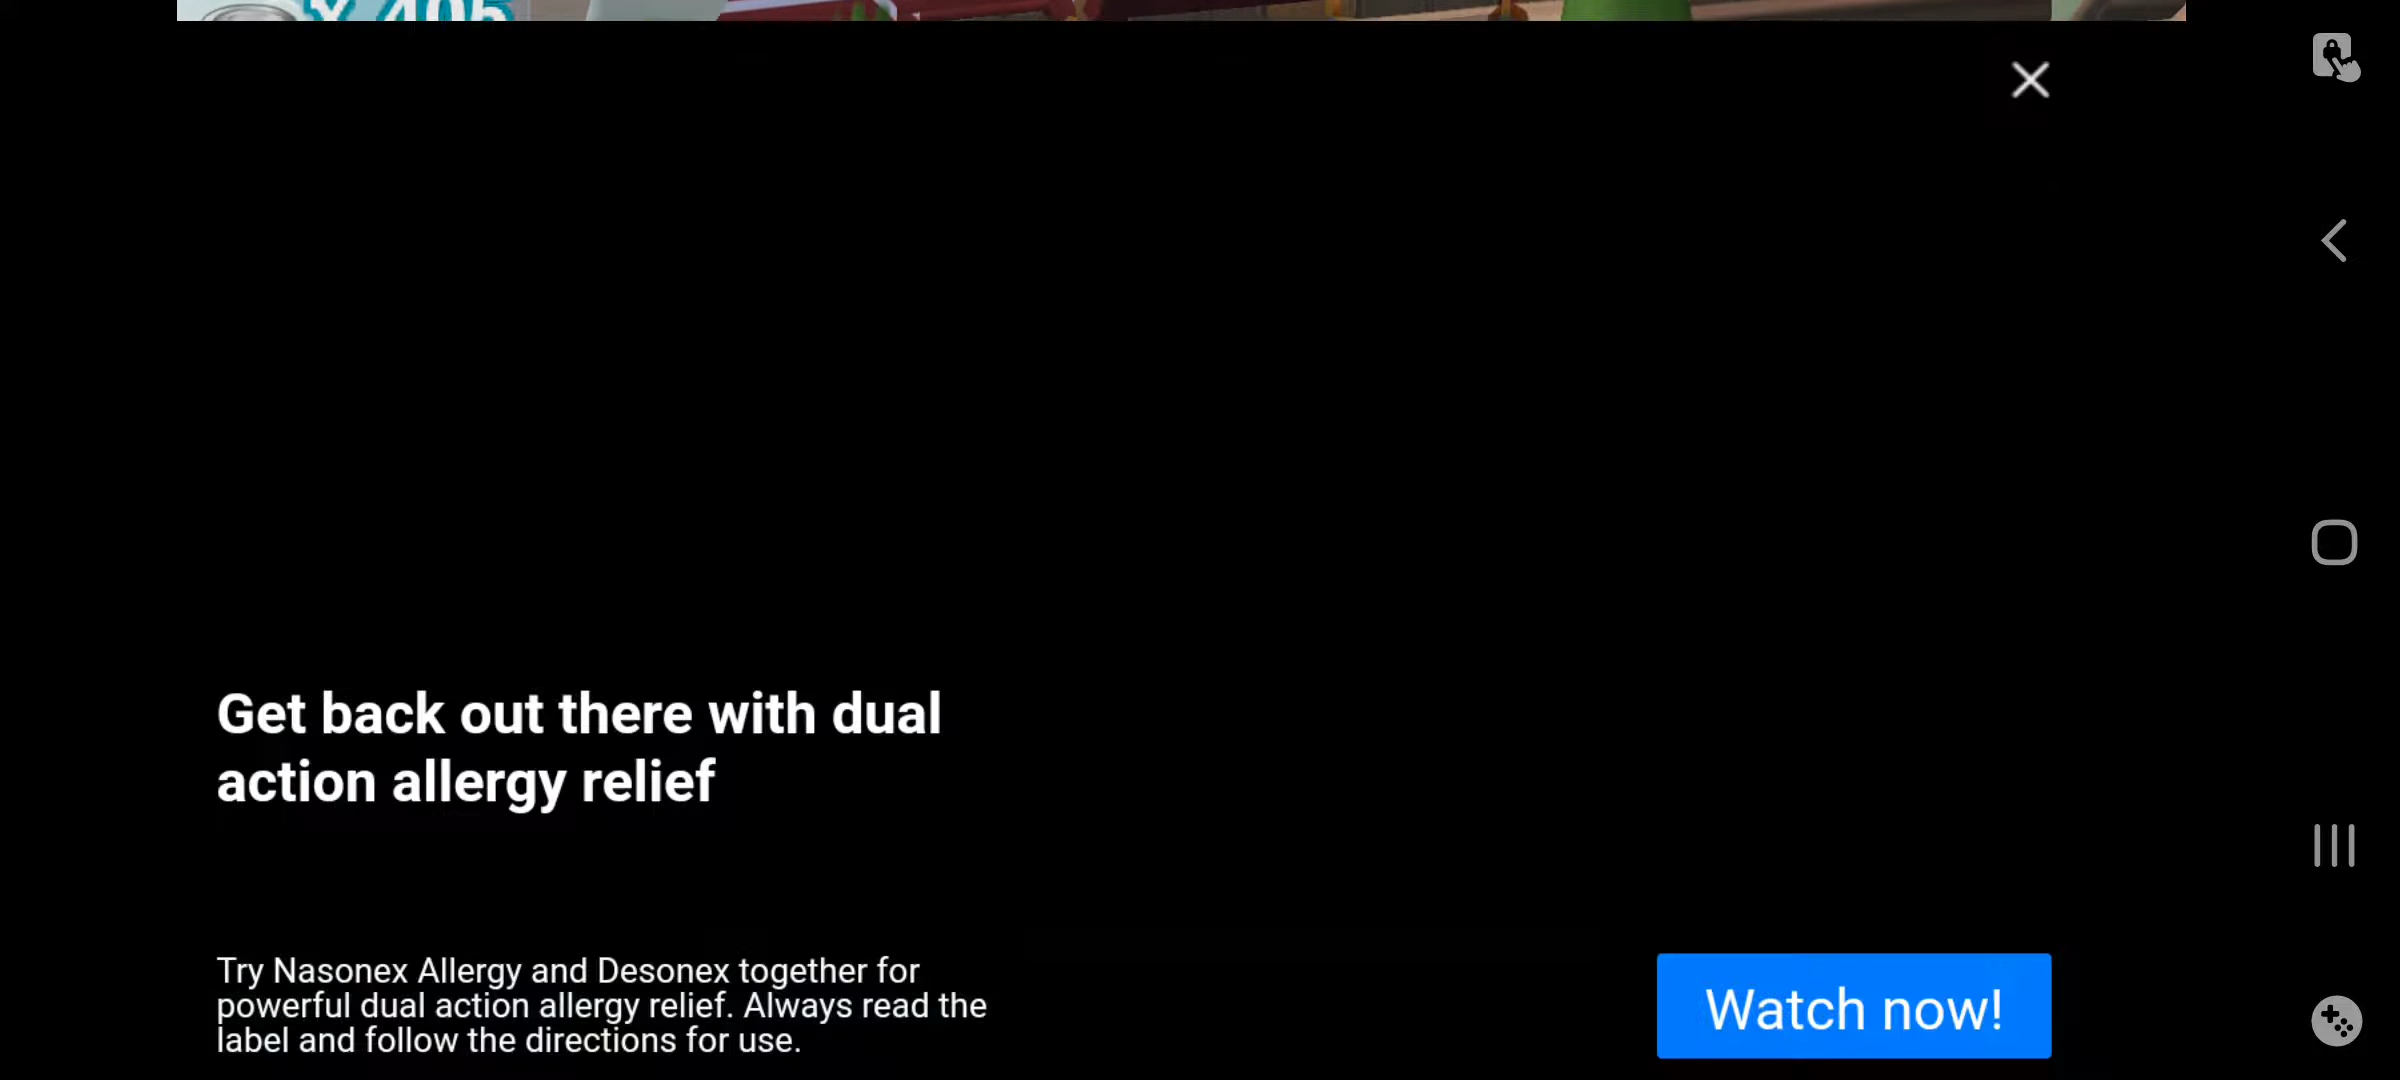 X 405
Get back out there with dual
action allergy relief
Try Nasonex Allergy and Desonex together for
powerful dual action allergy relief. Always read the
label and follow the directions for use.
Watch now!